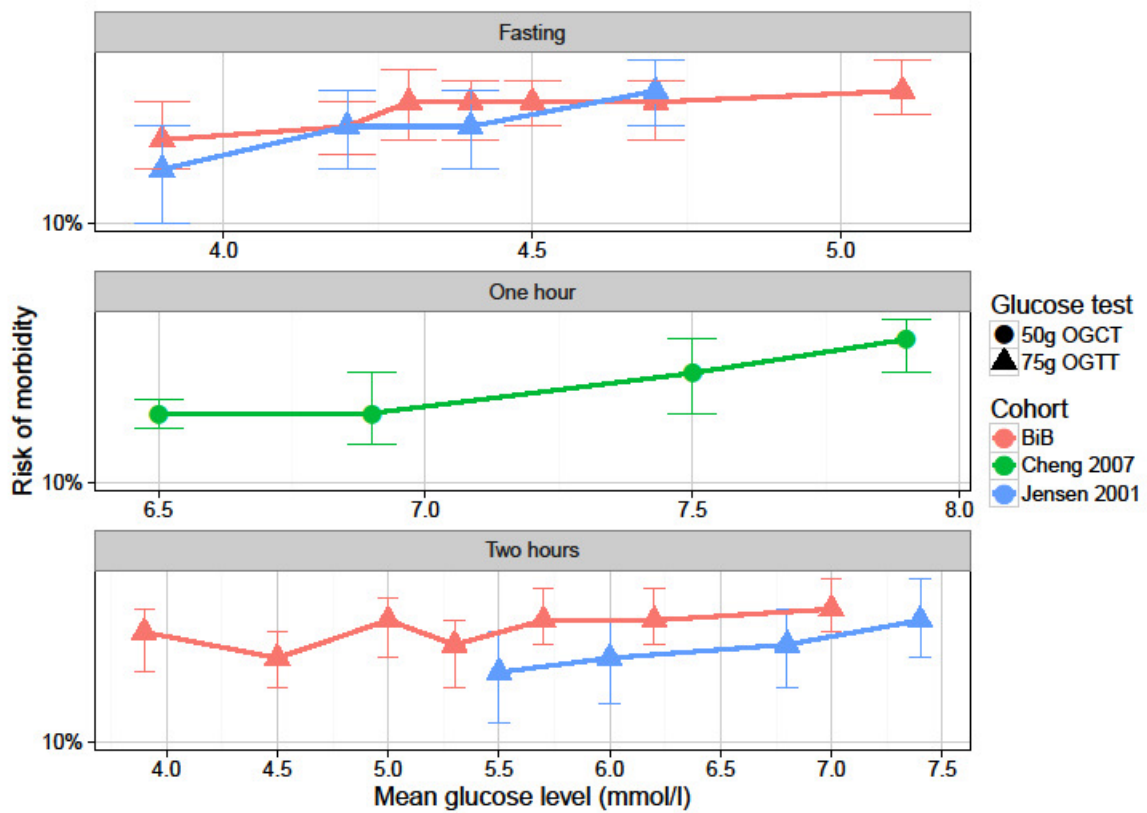 Fasting
10%
4.0 4.5 5.0
One hour
10%
6.5 7.0 7.5 8.0
Two hours
10%
4.0 4.5 5.0 5.5 6.0 6.5 7.0 7.5
Mean glucose level (mmol/l)
Risk of morbidity
Glucose test
50g OGCT
75g OGTT
Cohort
BiB
Cheng 2007
Jensen 2001